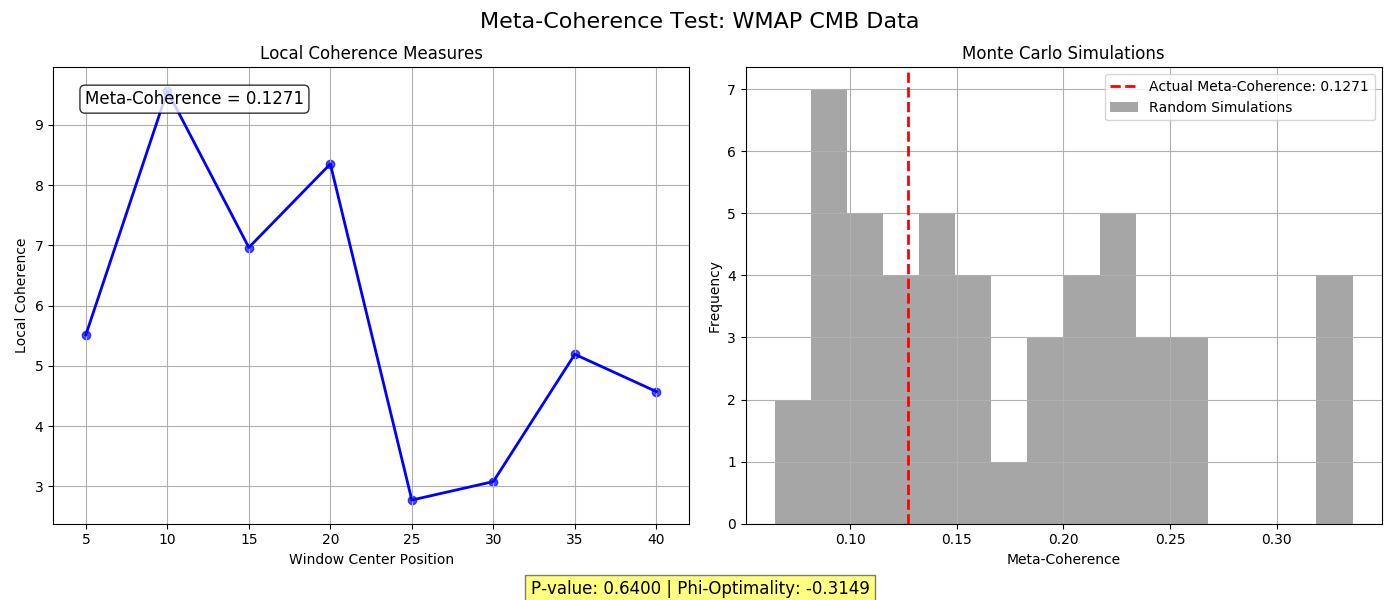 Meta-Coherence Test: WMAP CMB Data
Local Coherence Measures
Meta-Coherence = 0.1271
Local Coherence
9
8
7
6
5
4
3
5 10 15 20 25 30 35 40
Window Center Position
Monte Carlo Simulations
Actual Meta-Coherence: 0.1271
Random Simulations
Frequency
7
6
5
4
3
2
1
0
0.10 0.15 0.20 0.25 0.30
Meta-Coherence
P-value: 0.6400 | Phi-Optimality: -0.3149